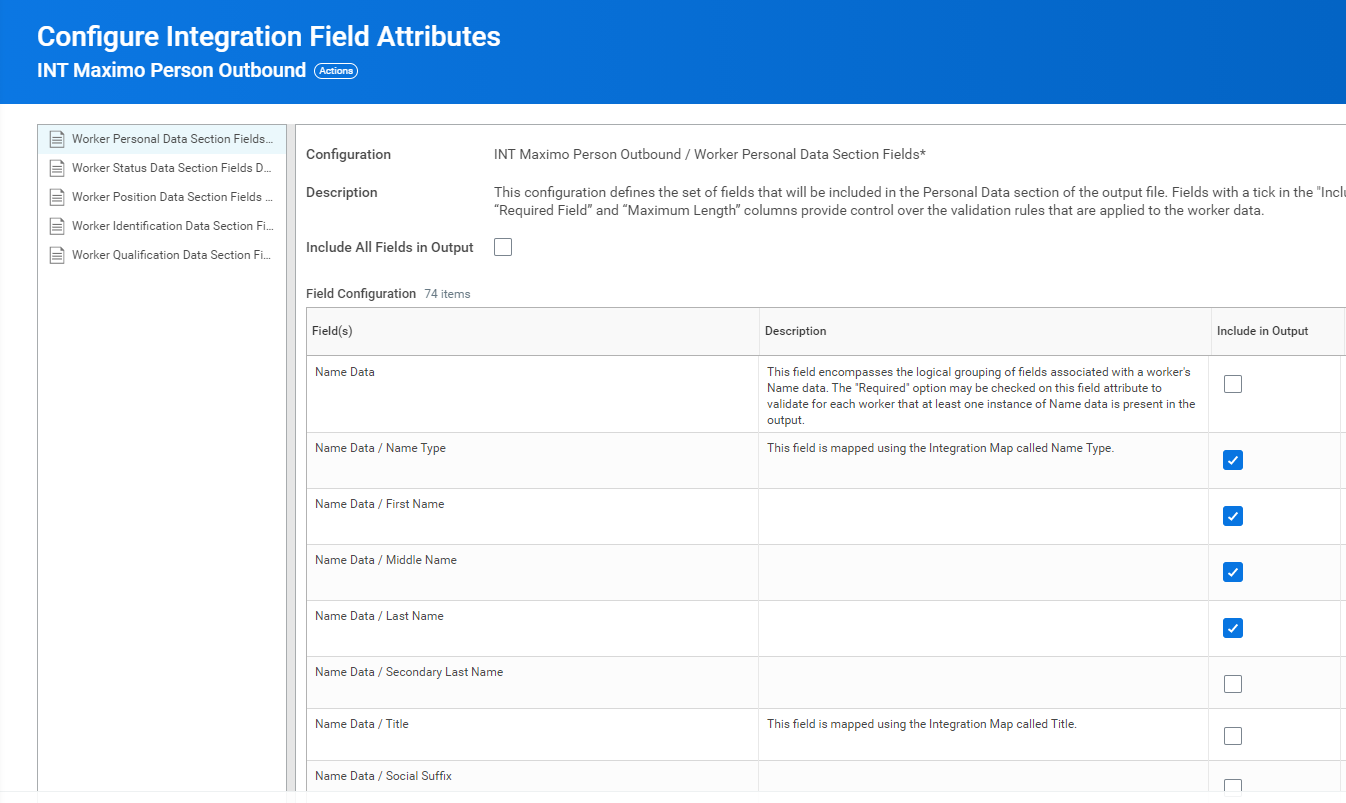 Configure Integration Field Attributes
INT Maximo Person Outbound Actions
Worker Personal Data Section Fields...
Worker Status Data Section Fields D...
Worker Position Data Section Fields ...
Worker Identification Data Section Fi...
Worker Qualification Data Section Fi...
Configuration INT Maximo Person Outbound / Worker Personal Data Section Fields*
Description This configuration defines the set of fields that will be included in the Personal Data section of the output file. Fields with a tick in the "Inclu
“Required Field” and “Maximum Length” columns provide control over the validation rules that are applied to the worker data.
Include All Fields in Output
Field Configuration 74 items
Field(s) Description Include in Output
Name Data This field encompasses the logical grouping of fields associated with a worker's
Name data. The "Required" option may be checked on this field attribute to
validate for each worker that at least one instance of Name data is present in the
output.
Name Data / Name Type This field is mapped using the Integration Map called Name Type.
Name Data / First Name
Name Data / Middle Name
Name Data / Last Name
Name Data / Secondary Last Name
Name Data / Title This field is mapped using the Integration Map called Title.
Name Data / Social Suffix